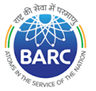 राष्ट्र की सेवा में परमाणु
BARC
ATOMS IN THE SERVICE OF THE NATION